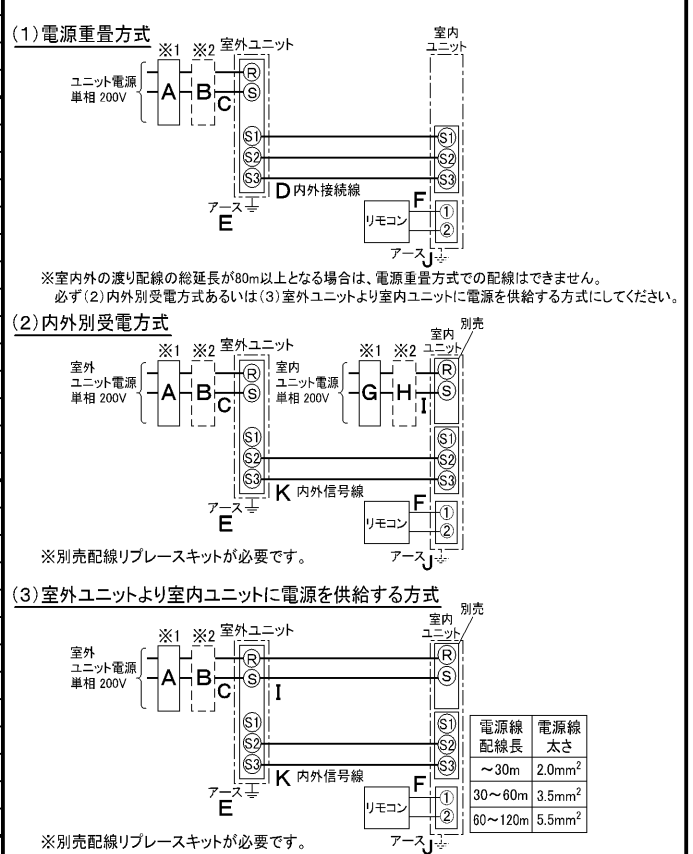 (1)電源重畳方式
※1 ※2 室外ユニット
室内
ユニット
ユニット電源
単相 200V
A B C
R
S
S1 S1
S2 S2
S3 S3
D 内外接続線
アース
E
リモコン
F
①
②
アース J
※室内外の渡り配線の総延長が80m以上となる場合は、電源重畳方式での配線はできません。
必ず(2)内外別受電方式あるいは(3)室外ユニットより室内ユニットに電源を供給する方式にしてください。
(2)内外別受電方式
※1 ※2 室外ユニット
※1 ※2
室内
ユニット
別売
室外
ユニット電源
単相 200V
A B C
R
S
室内
ユニット電源
単相 200V
G H I
R
S
S1 S1
S2 S2
S3 S3
K 内外信号線
アース
E
リモコン
F
①
②
アース J
※別売配線リプレースキットが必要です。
(3)室外ユニットより室内ユニットに電源を供給する方式
※1 ※2 室外ユニット
室内
ユニット
別売
室外
ユニット電源
単相 200V
A B C
R R
S S
I
S1 S1
S2 S2
S3 S3
K 内外信号線
アース
E
リモコン
F
①
②
アース J
電源線 電源線
配線長 太さ
~30m 2.0mm²
30~60m 3.5mm²
60~120m 5.5mm²
※別売配線リプレースキットが必要です。